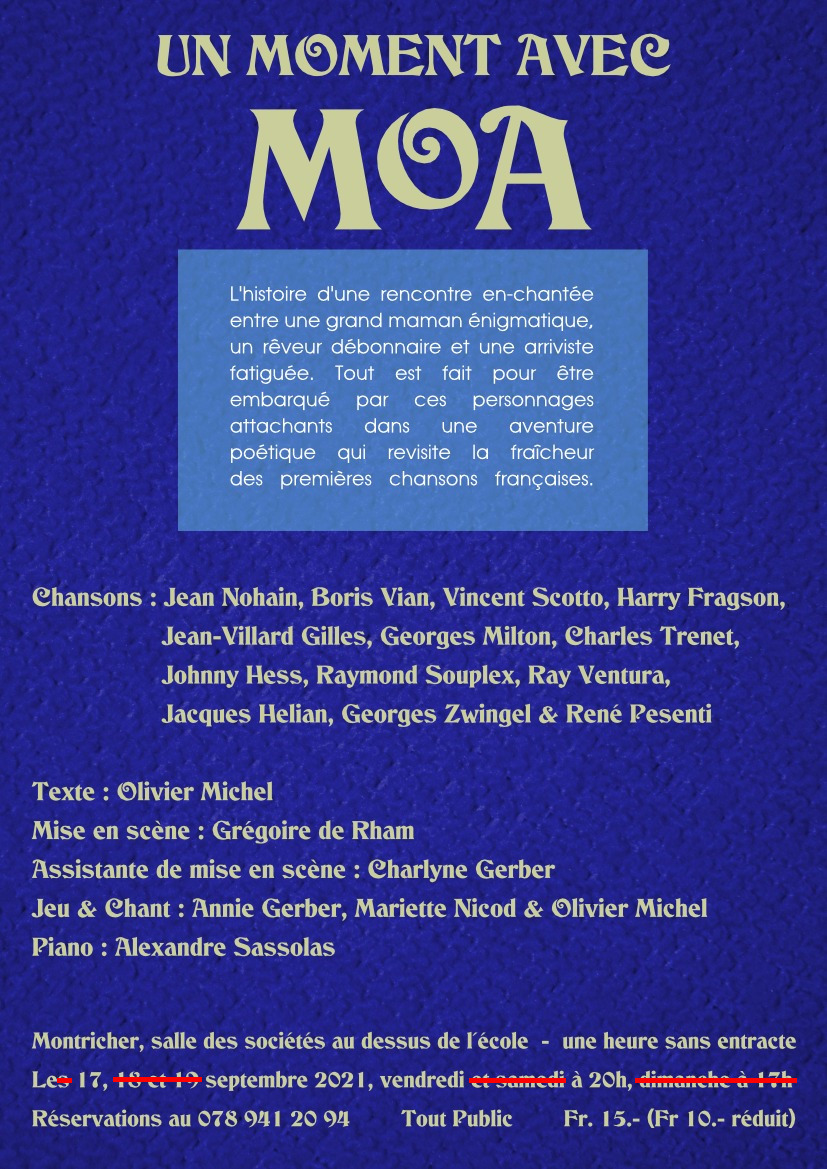 UN MOMENT AVEC
MOA
L'histoire d'une rencontre en-chantée
entre une grand maman énigmatique,
un rêveur débonnaire et une arriviste
fatiguée. Tout est fait pour être
embarqué par ces personnages
attachants dans une aventure
poétique qui revisite la fraîcheur
des premières chansons françaises.
Chansons : Jean Nohain, Boris Vian, Vincent Scotto, Harry Fragson,
Jean-Villard Gilles, Georges Milton, Charles Trenet,
Johnny Hess, Raymond Souplex, Ray Ventura,
Jacques Helian, Georges Zwingel & René Pesenti
Texte : Olivier Michel
Mise en scène : Grégoire de Rham
Assistante de mise en scène : Charlyne Gerber
Jeu & Chant : Annie Gerber, Mariette Nicod & Olivier Michel
Piano : Alexandre Sassolas
Montricher, salle des sociétés au dessus de l'école - une heure sans entracte
Les 17, 18 et 19 septembre 2021, vendredi et samedi à 20h, dimanche à 17h
Réservations au 078 941 20 94 Tout Public Fr. 15.- (Fr 10.- réduit)